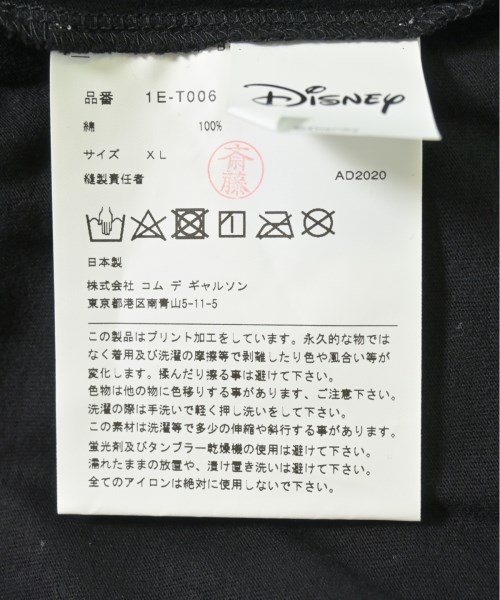 品番 1E-T006
Disney
綿 100%
サイズ XL
斎藤
縫製責任者
AD2020
日本製
株式会社 コム デ ギャルソン
東京都港区南青山5-11-5
この製品はプリント加工をしています。永久的な物では
なく着用及び洗濯の摩擦等で剥離したり色や風合い等が
変化します。揉んだり擦る事は避けて下さい。
色物は他の物に色移りする事があります、ご注意下さい。
洗濯の際は手洗いで軽く押し洗いをして下さい。
この素材は洗濯等で多少の伸縮や斜行する事があります。
蛍光剤及びタンブラー乾燥機の使用は避けて下さい。
濡れたままの放置や、漬け置き洗いは避けて下さい。
全てのアイロンは絶対に使用しないで下さい。